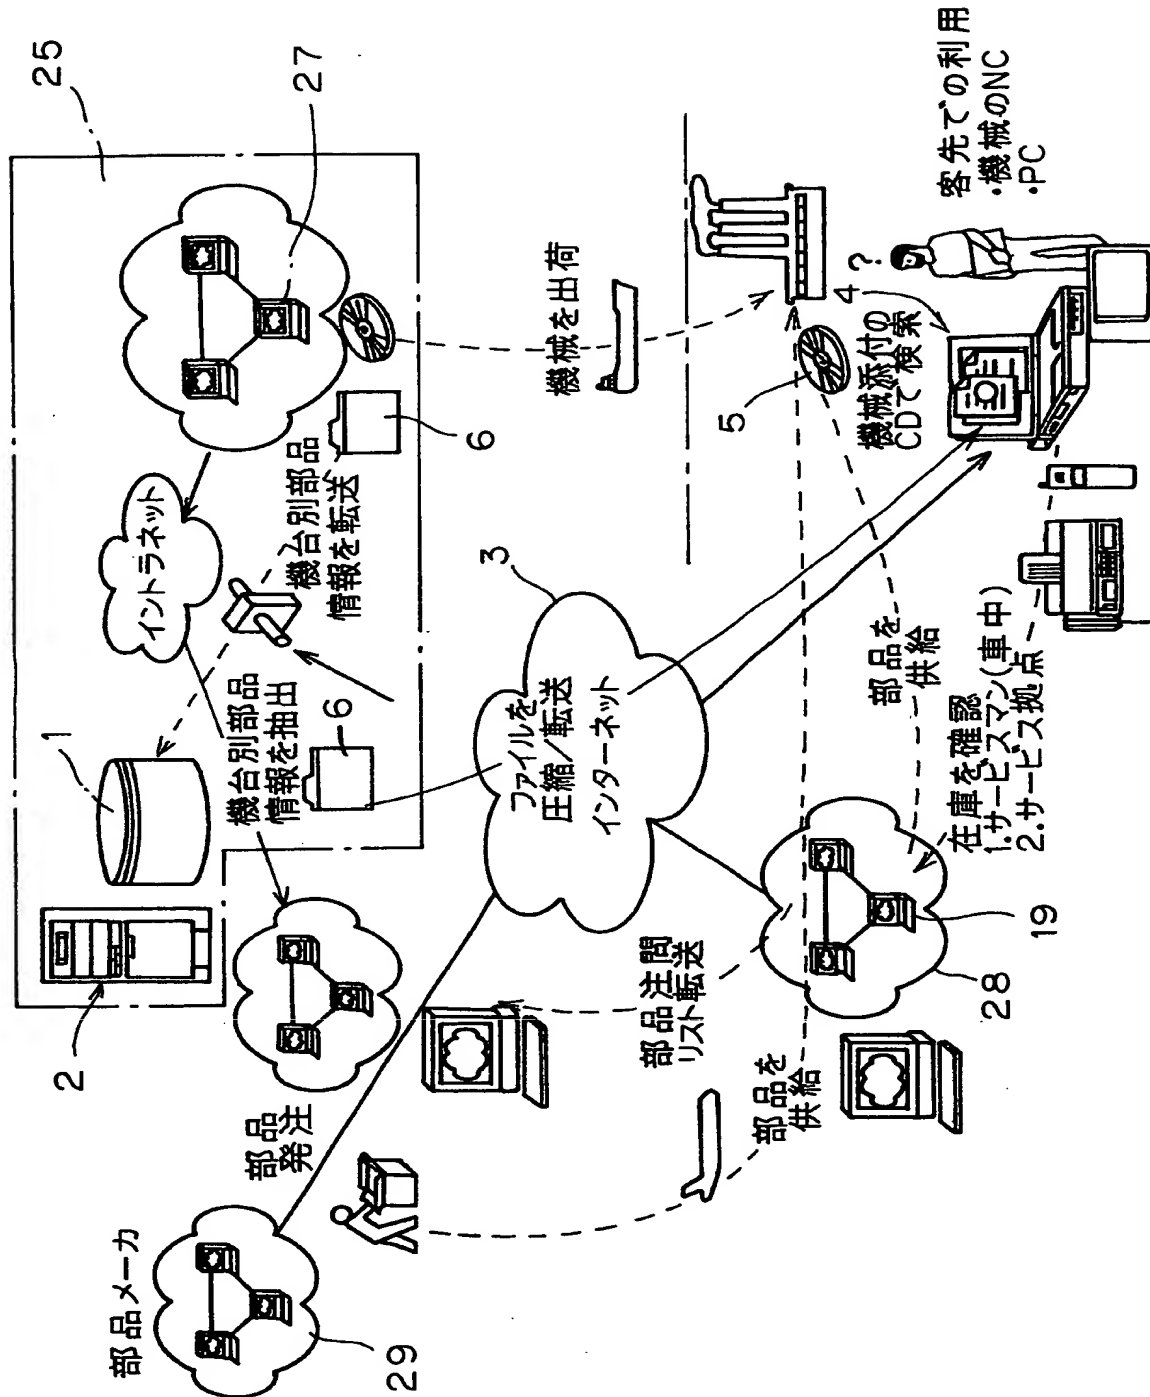 25
2
1
部品メーカ
イントラネット
27
機台別部品
情報を抽出
部品
発注
機台別部品
情報を転送
6
29
6
3
ファイルを
圧縮/転送
インターネット
機械を出荷
部品注問
リスト転送
5
部品を
供給
4
?
機械添付の
CDで検索
部品を
供給
在庫を確認
1.サービスマン(車中)
2.サービス拠点
28
19
客先での利用
・機械のNC
・PC